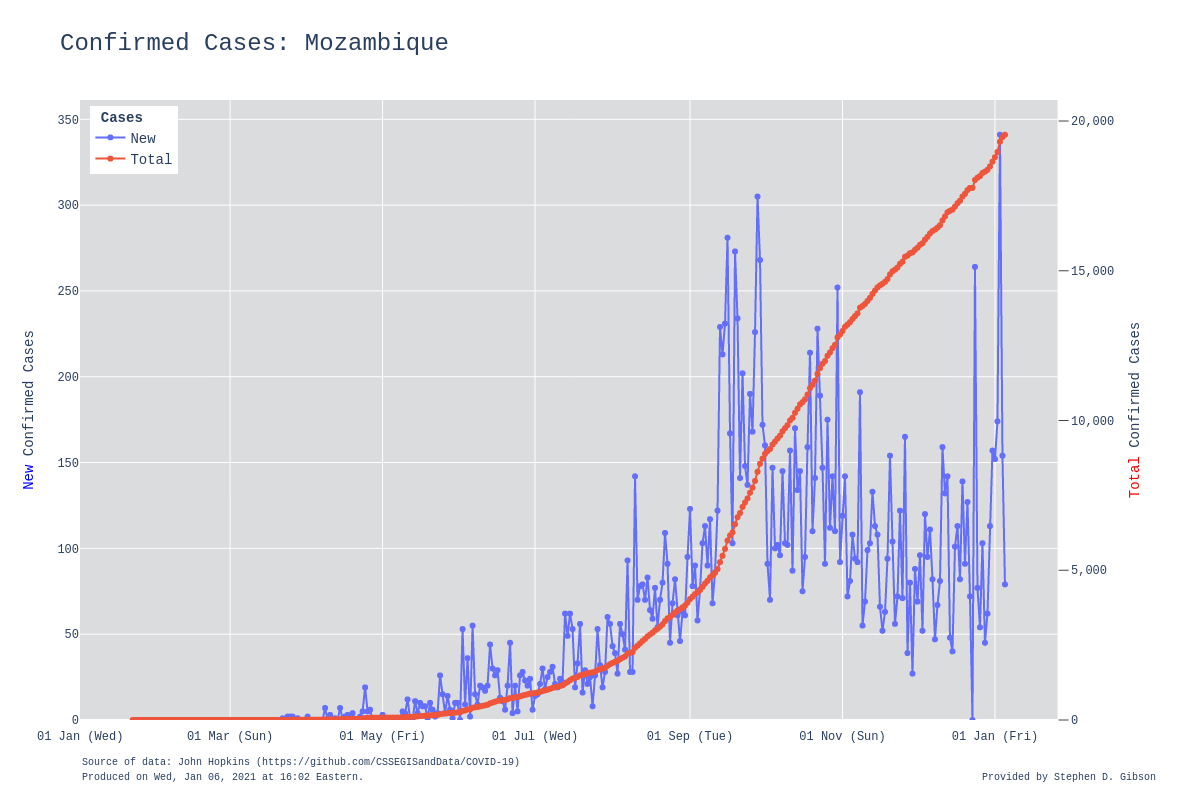 Confirmed Cases: Mozambique
Cases
New
Total
350
300
250
200
150
100
50
0
New Confirmed Cases
20,000
15,000
10,000
5,000
0
Total Confirmed Cases
01 Jan (Wed)
01 Mar (Sun)
01 May (Fri)
01 Jul (Wed)
01 Sep (Tue)
01 Nov (Sun)
01 Jan (Fri)
Source of data: John Hopkins (https://github.com/CSSEGISandData/COVID-19)
Produced on Wed, Jan 06, 2021 at 16:02 Eastern.
Provided by Stephen D. Gibson